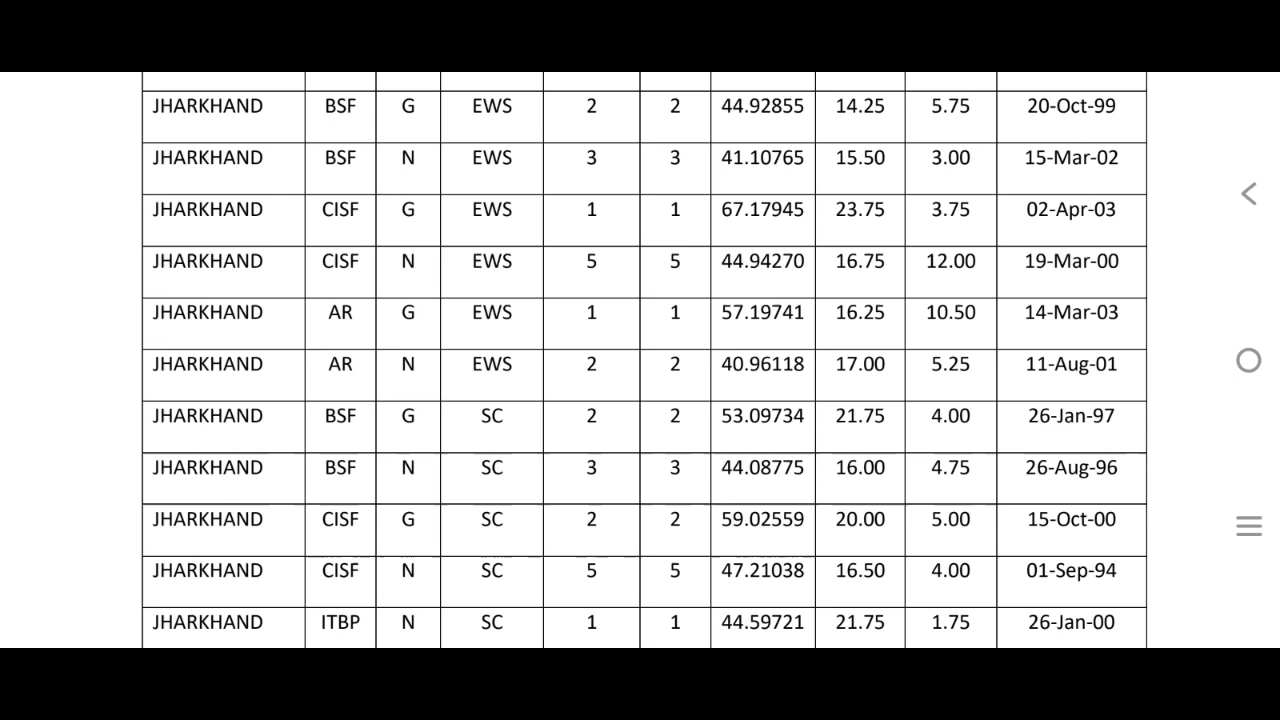 JHARKHAND BSF G EWS 2 2 44.92855 14.25 5.75 20-Oct-99
JHARKHAND BSF N EWS 3 3 41.10765 15.50 3.00 15-Mar-02
JHARKHAND CISF G EWS 1 1 67.17945 23.75 3.75 02-Apr-03
JHARKHAND CISF N EWS 5 5 44.94270 16.75 12.00 19-Mar-00
JHARKHAND AR G EWS 1 1 57.19741 16.25 10.50 14-Mar-03
JHARKHAND AR N EWS 2 2 40.96118 17.00 5.25 11-Aug-01
JHARKHAND BSF G SC 2 2 53.09734 21.75 4.00 26-Jan-97
JHARKHAND BSF N SC 3 3 44.08775 16.00 4.75 26-Aug-96
JHARKHAND CISF G SC 2 2 59.02559 20.00 5.00 15-Oct-00
JHARKHAND CISF N SC 5 5 47.21038 16.50 4.00 01-Sep-94
JHARKHAND ITBP N SC 1 1 44.59721 21.75 1.75 26-Jan-00